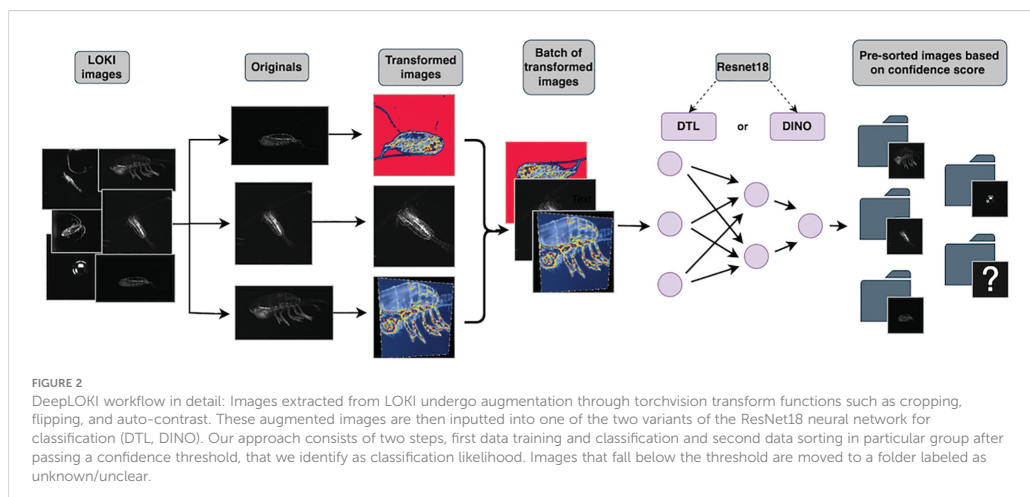 LOKI
images
Originals
Transformed
images
Batch of
transformed
images
Resnet18
Pre-sorted images based
on confidence score
DTL
or
DINO
Text
?
FIGURE 2
DeepLOKI workflow in detail: Images extracted from LOKI undergo augmentation through torchvision transform functions such as cropping,
flipping, and auto-contrast. These augmented images are then inputted into one of the two variants of the ResNet18 neural network for
classification (DTL, DINO). Our approach consists of two steps, first data training and classification and second data sorting in particular group after
passing a confidence threshold, that we identify as classification likelihood. Images that fall below the threshold are moved to a folder labeled as
unknown/unclear.